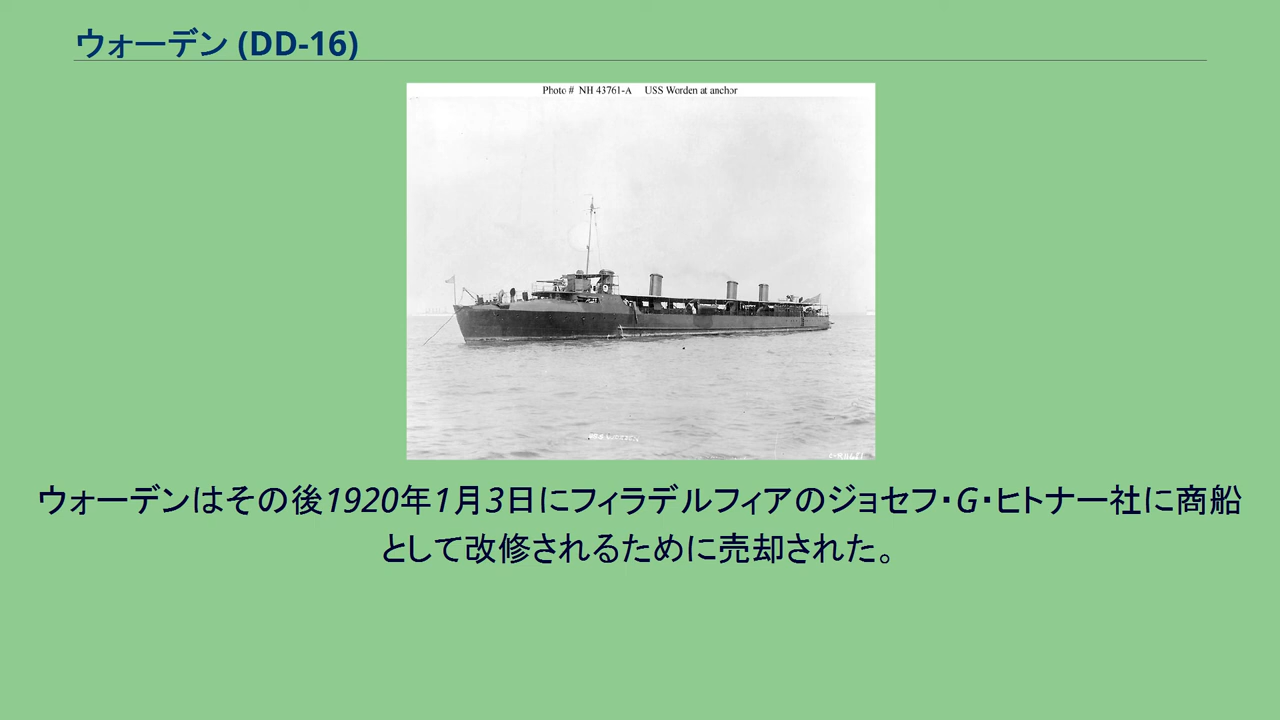 ウォーデン (DD-16)
Photo # NH 43761-A USS Worden at anchor
ウォーデンはその後1920年1月3日にフィラデルフィアのジョセフ・G・ヒトナー社に商船
として改修されるために売却された。